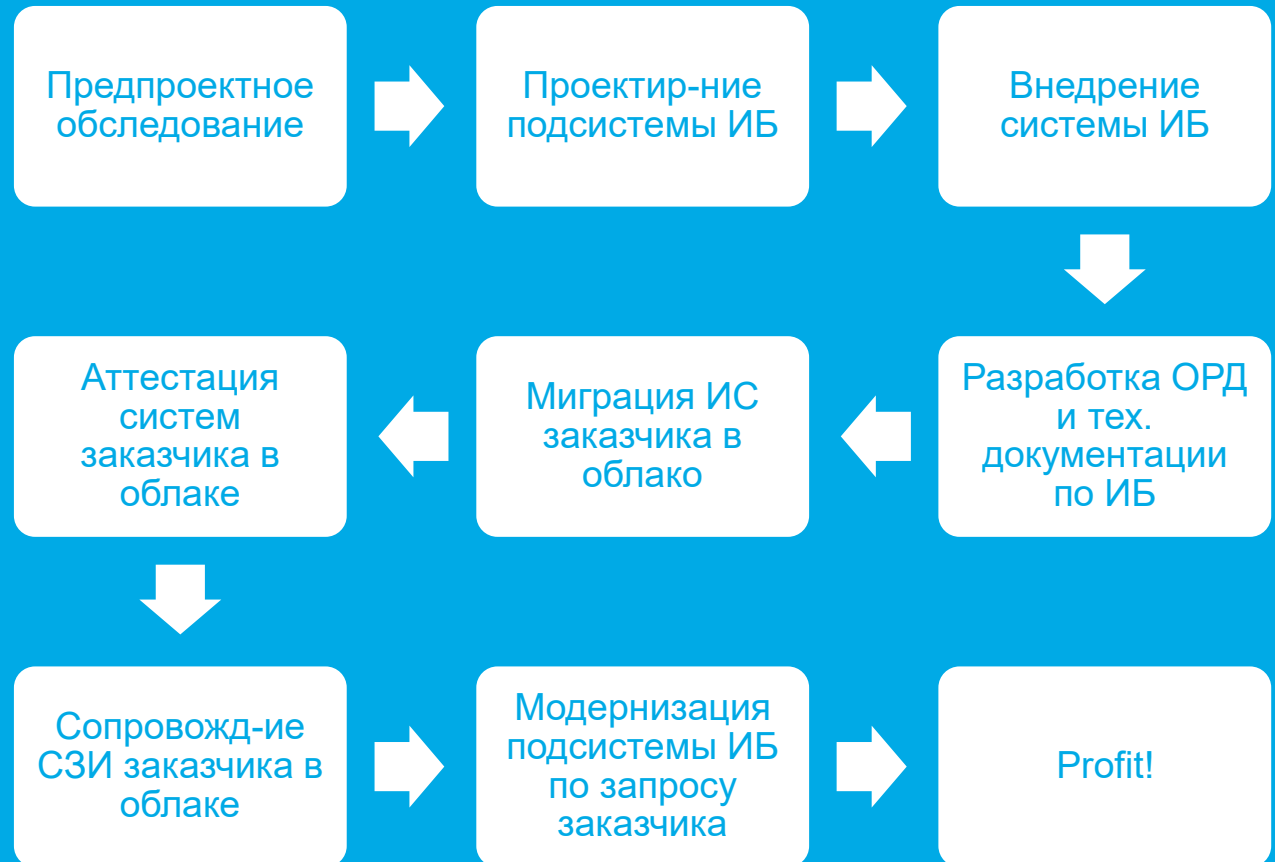 Предпроектное
обследование
Проектир-ние
подсистемы ИБ
Внедрение
системы ИБ
Разработка ОРД
и тех.
документации
по ИБ
Миграция ИС
заказчика в
облако
Аттестация
систем
заказчика в
облаке
Сопровожд-ие
СЗИ заказчика в
облаке
Модернизация
подсистемы ИБ
по запросу
заказчика
Profit!